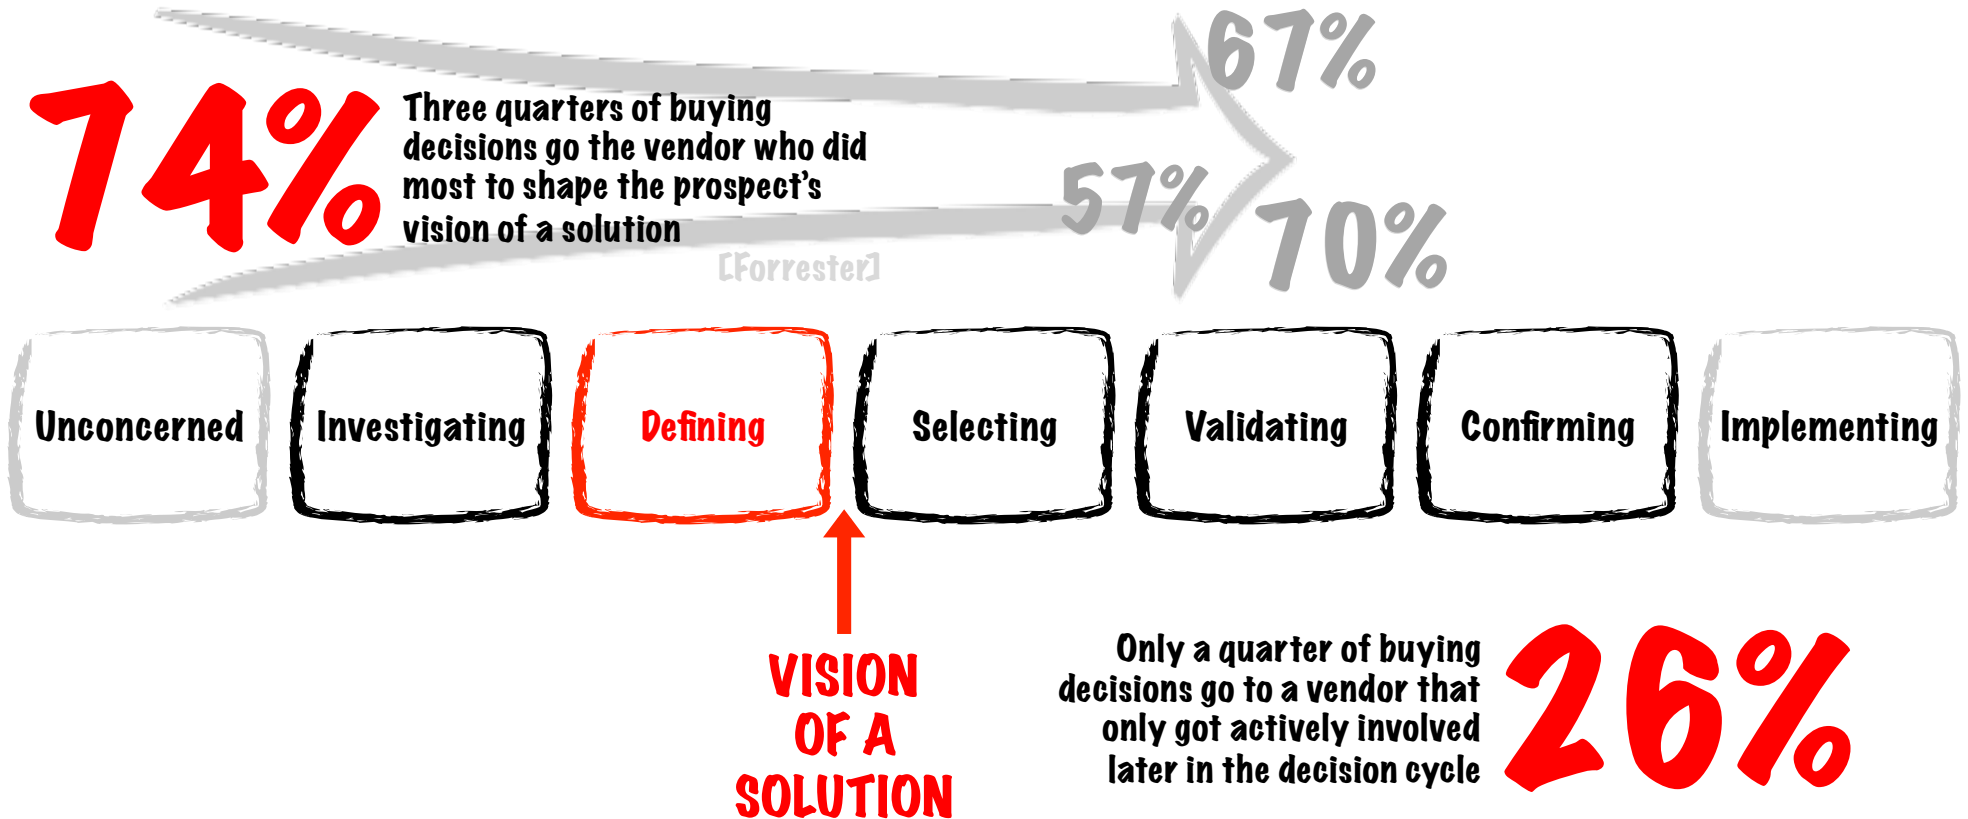 67%
74%
Three quarters of buying
decisions go the vendor who did
most to shape the prospect's
vision of a solution
57%
70%
[Forrester]
Unconcerned
Investigating
Defining
Selecting
Validating
Confirming
Implementing
VISION
OF A
SOLUTION
Only a quarter of buying
decisions go to a vendor that
only got actively involved
later in the decision cycle
26%